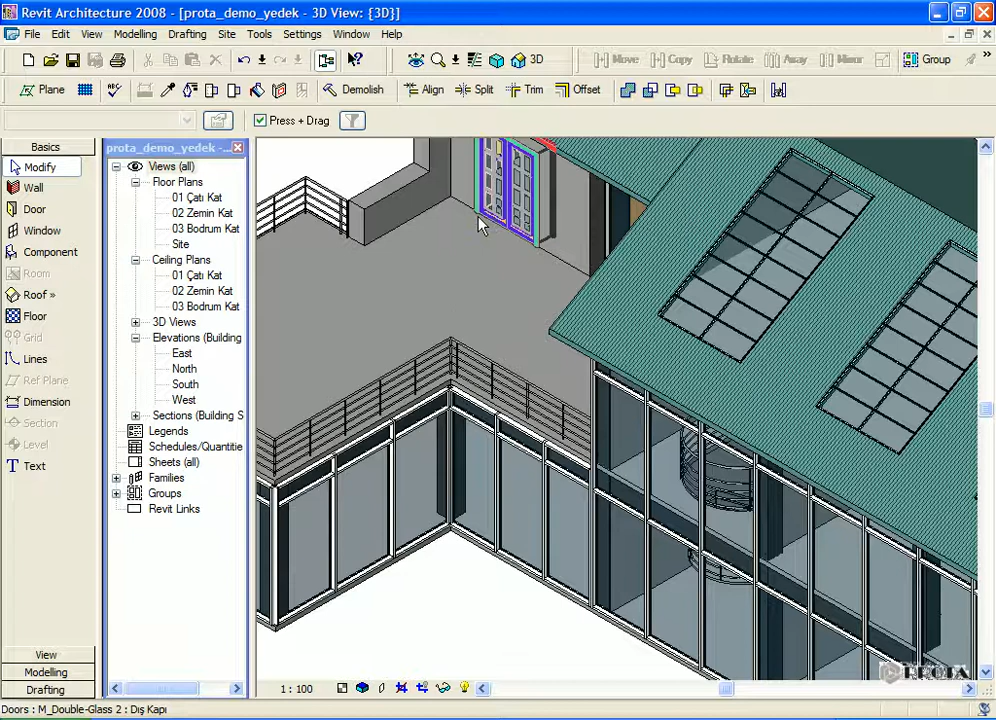 Revit Architecture 2008 - [prota_demo_yedek - 3D View: {3D}]
File Edit View Modelling Drafting Site Tools Settings Window Help
3D Move Copy Rotate Away Mirror Group
Plane Demolish Align Split Trim Offset
Press + Drag
Basics
Modify
Wall
Door
Window
Component
Room
Roof »
Floor
Grid
Lines
Ref Plane
Dimension
Section
Level
Text
View
Modelling
Drafting
prota_demo_yedek - ...
Views (all)
Floor Plans
01 Çatı Kat
02 Zemin Kat
03 Bodrum Kat
Site
Ceiling Plans
01 Çatı Kat
02 Zemin Kat
03 Bodrum Kat
3D Views
Elevations (Building
East
North
South
West
Sections (Building S
Legends
Schedules/Quantitie
Sheets (all)
Families
Groups
Revit Links
PROTA
1 : 100
Doors : M_Double-Glass 2 : Dış Kapı